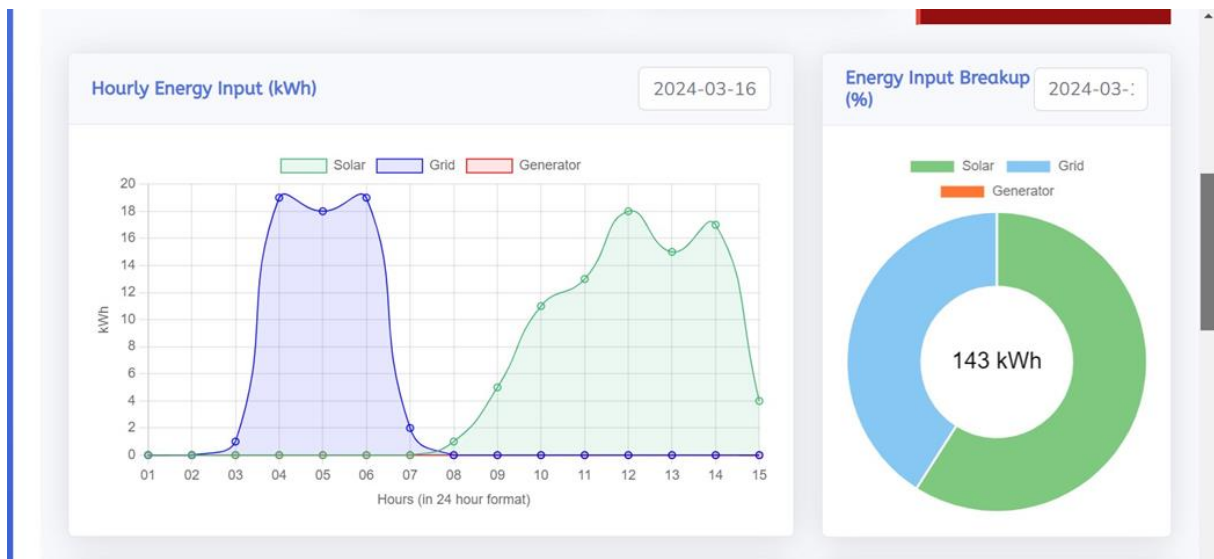 Hourly Energy Input (kWh)
2024-03-16
Solar Grid Generator
kWh
20
18
16
14
12
10
8
6
4
2
0
01 02 03 04 05 06 07 08 09 10 11 12 13 14 15
Hours (in 24 hour format)
Energy Input Breakup
(%)
2024-03-
Solar Grid
Generator
143 kWh